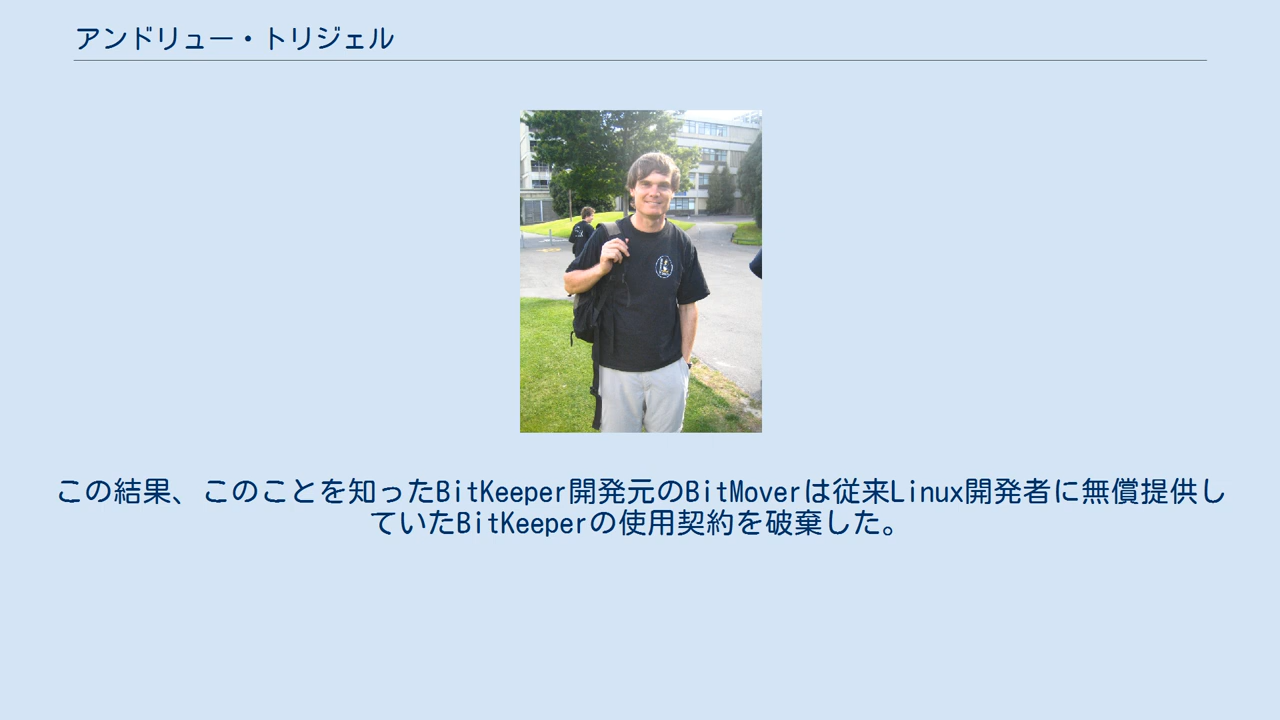 アンドリュー・トリジェル
この結果、このことを知ったBitKeeper開発元のBitMoverは従来Linux開発者に無償提供し
ていたBitKeeperの使用契約を破棄した。